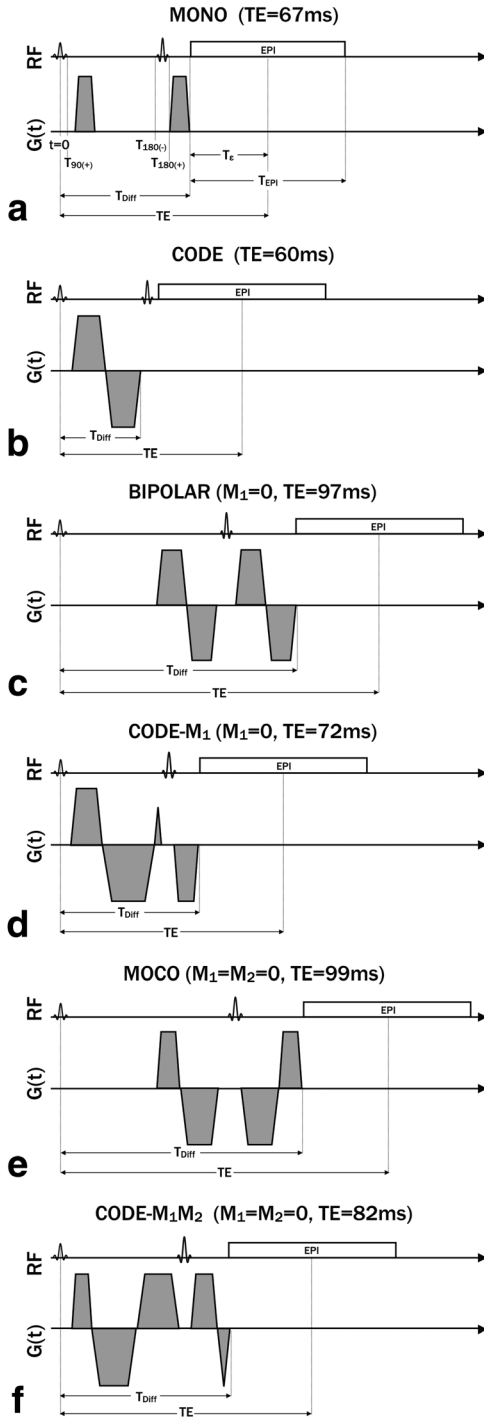 MONO (TE=67ms)
RF
EPI
G(t)
t=0
T90(+)
T180(-)
T180(+)
Tε
TEPI
TDiff
TE
a
CODE (TE=60ms)
RF
EPI
G(t)
TDiff
TE
b
BIPOLAR (M1=0, TE=97ms)
RF
EPI
G(t)
TDiff
TE
c
CODE-M1 (M1=0, TE=72ms)
RF
EPI
G(t)
TDiff
TE
d
MOCO (M1=M2=0, TE=99ms)
RF
EPI
G(t)
TDiff
TE
e
CODE-M1M2 (M1=M2=0, TE=82ms)
RF
EPI
G(t)
TDiff
TE
f